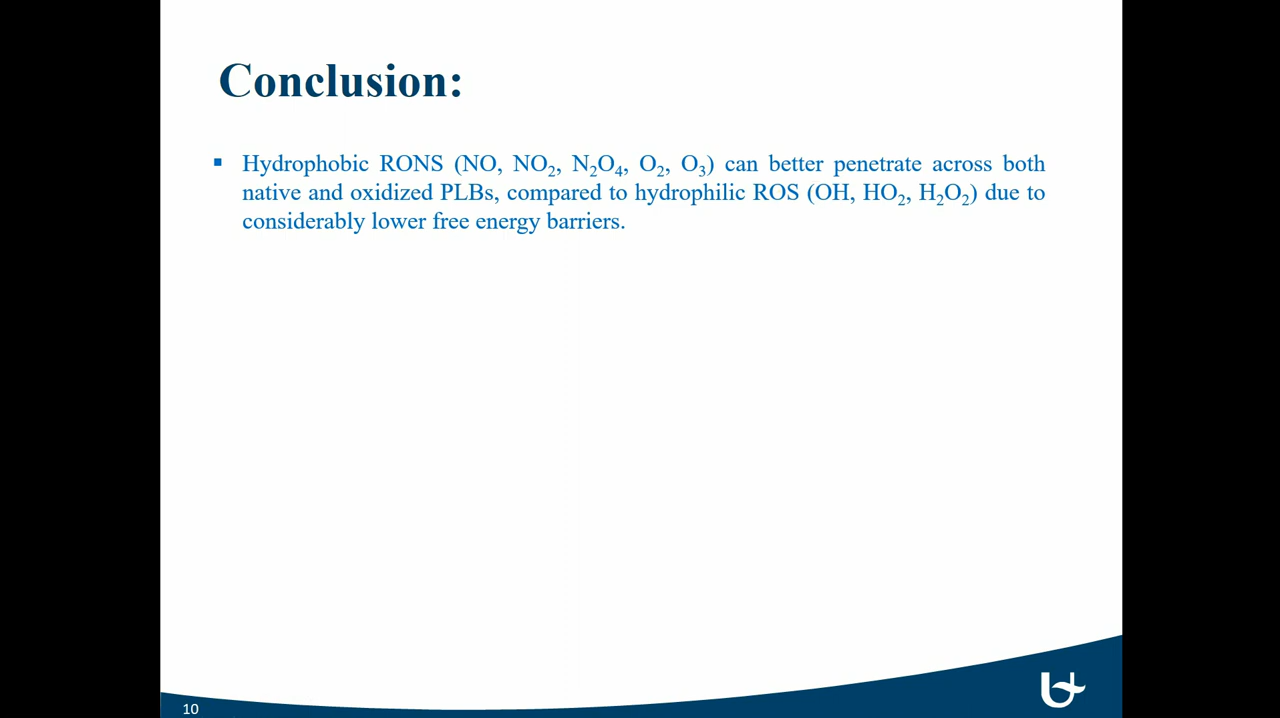 Conclusion:
▪ Hydrophobic RONS (NO, NO₂, N₂O₄, O₂, O₃) can better penetrate across both
native and oxidized PLBs, compared to hydrophilic ROS (OH, HO₂, H₂O₂) due to
considerably lower free energy barriers.
10